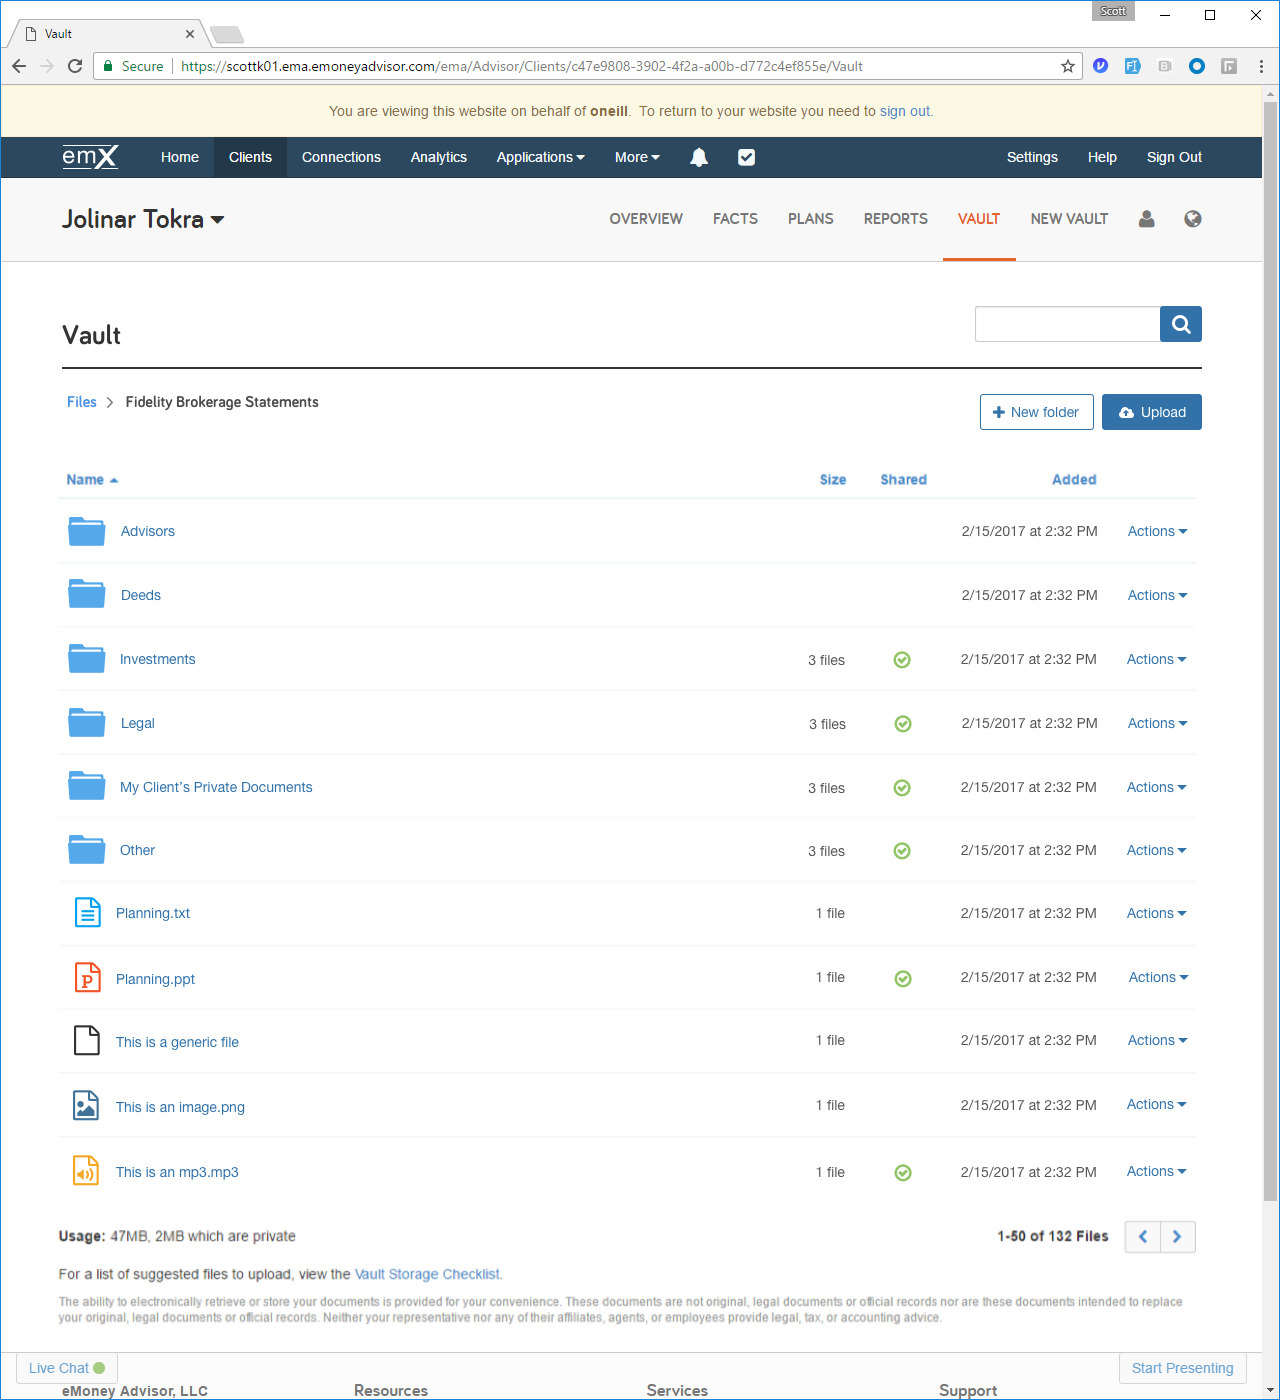 Scott
Vault
Secure https://scottk01.ema.emoneyadvisor.com/ema/Advisor/Clients/c47e9808-3902-4f2a-a00b-d772c4ef855e/Vault
You are viewing this website on behalf of oneill. To return to your website you need to sign out.
emX Home Clients Connections Analytics Applications More Settings Help Sign Out
Jolinar Tokra OVERVIEW FACTS PLANS REPORTS VAULT NEW VAULT
Vault
Files > Fidelity Brokerage Statements
New folder Upload
Name Size Shared Added
Advisors 2/15/2017 at 2:32 PM Actions
Deeds 2/15/2017 at 2:32 PM Actions
Investments 3 files 2/15/2017 at 2:32 PM Actions
Legal 3 files 2/15/2017 at 2:32 PM Actions
My Client's Private Documents 3 files 2/15/2017 at 2:32 PM Actions
Other 3 files 2/15/2017 at 2:32 PM Actions
Planning.txt 1 file 2/15/2017 at 2:32 PM Actions
Planning.ppt 1 file 2/15/2017 at 2:32 PM Actions
This is a generic file 1 file 2/15/2017 at 2:32 PM Actions
This is an image.png 1 file 2/15/2017 at 2:32 PM Actions
This is an mp3.mp3 1 file 2/15/2017 at 2:32 PM Actions
Usage: 47MB, 2MB which are private 1-50 of 132 Files
For a list of suggested files to upload, view the Vault Storage Checklist.
The ability to electronically retrieve or store your documents is provided for your convenience. These documents are not original, legal documents or official records nor are these documents intended to replace
your original, legal documents or official records. Neither your representative nor any of their affiliates, agents, or employees provide legal, tax, or accounting advice.
Live Chat Start Presenting
eMoney Advisor, LLC Resources Services Support